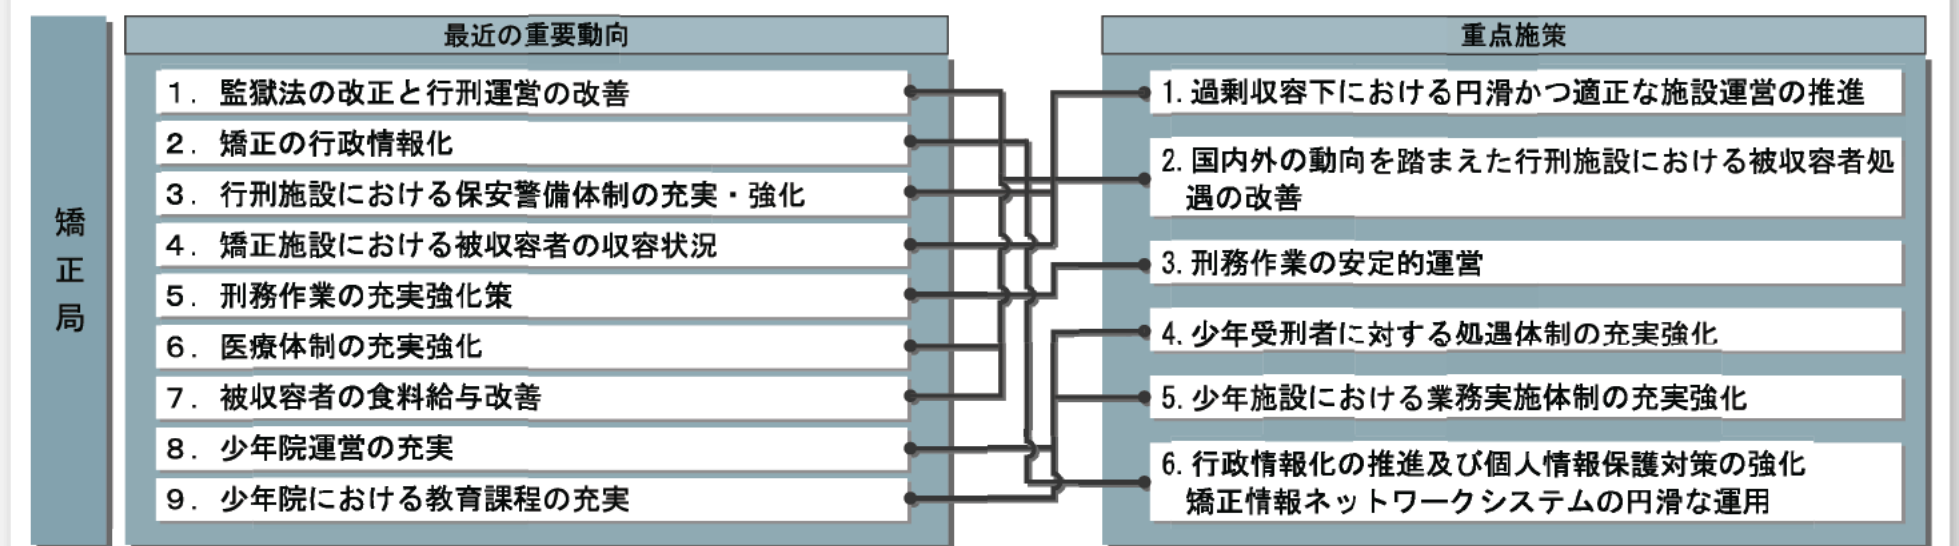 矯正局
最近の重要動向
1. 監獄法の改正と行刑運営の改善
2. 矯正の行政情報化
3. 行刑施設における保安警備体制の充実・強化
4. 矯正施設における被収容者の収容状況
5. 刑務作業の充実強化策
6. 医療体制の充実強化
7. 被収容者の食料給与改善
8. 少年院運営の充実
9. 少年院における教育課程の充実
重点施策
1. 過剰収容下における円滑かつ適正な施設運営の推進
2. 国内外の動向を踏まえた行刑施設における被収容者処
遇の改善
3. 刑務作業の安定的運営
4. 少年受刑者に対する処遇体制の充実強化
5. 少年施設における業務実施体制の充実強化
6. 行政情報化の推進及び個人情報保護対策の強化
矯正情報ネットワークシステムの円滑な運用